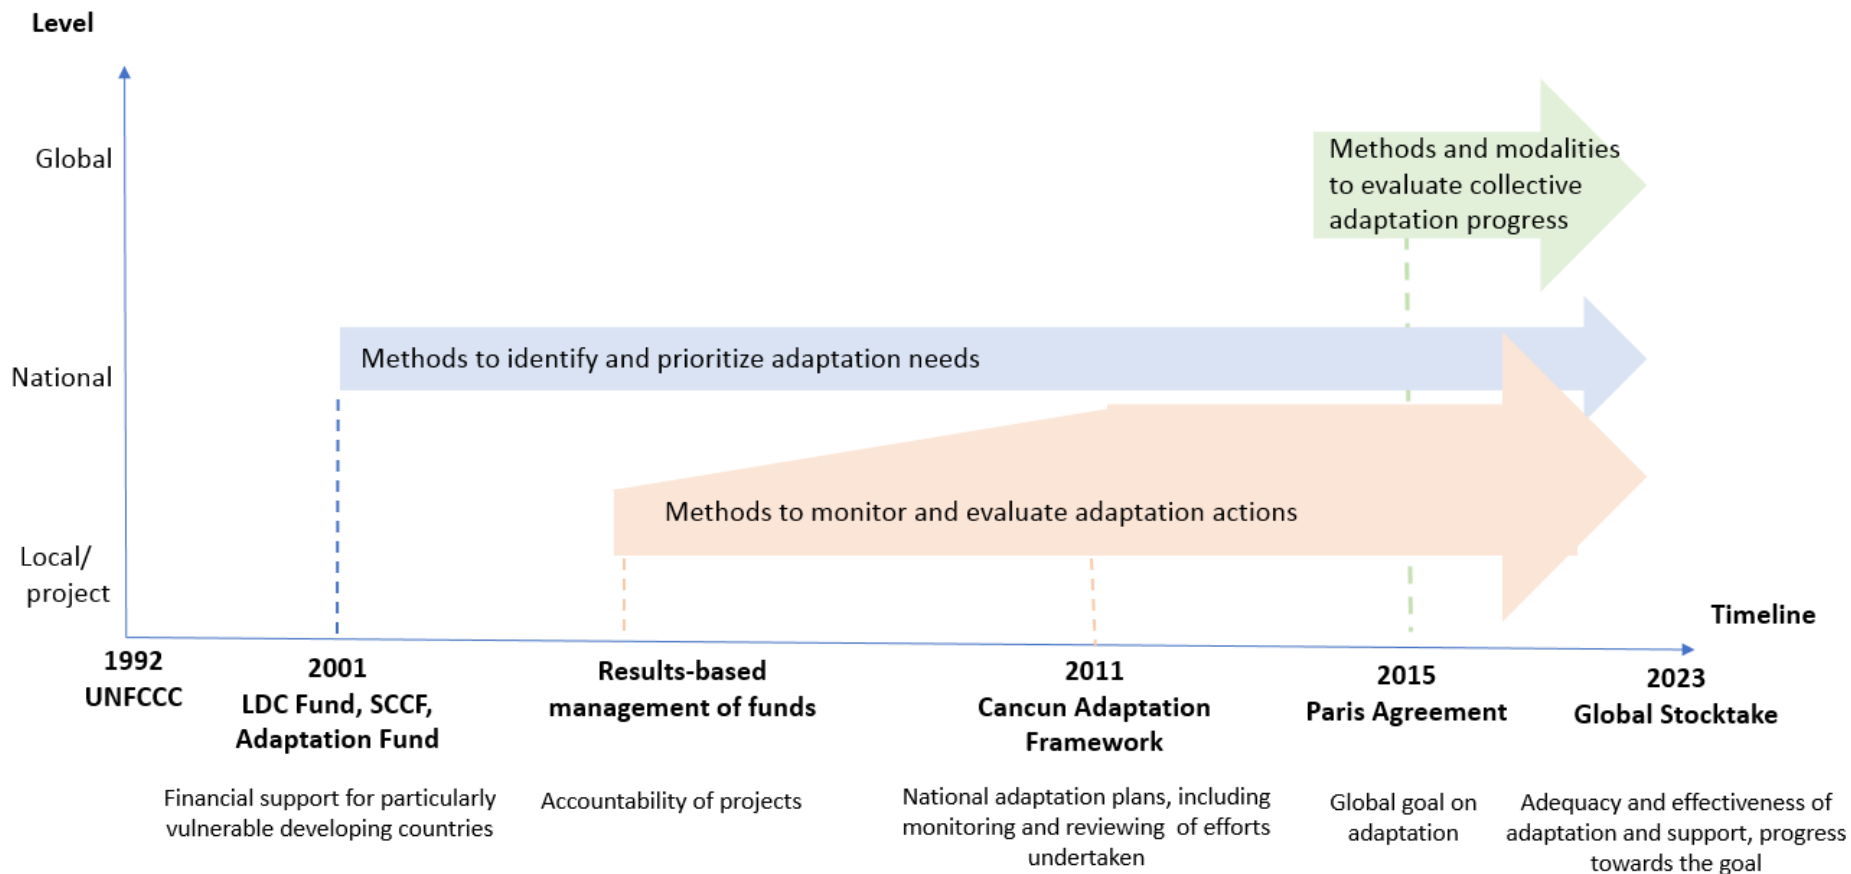 Level
Global
Methods and modalities
to evaluate collective
adaptation progress
National
Methods to identify and prioritize adaptation needs
Methods to monitor and evaluate adaptation actions
Local/
project
Timeline
1992
UNFCCC
2001
LDC Fund, SCCF,
Adaptation Fund
Results-based
management of funds
2011
Cancun Adaptation
Framework
2015
Paris Agreement
2023
Global Stocktake
Financial support for particularly
vulnerable developing countries
Accountability of projects
National adaptation plans, including
monitoring and reviewing of efforts
undertaken
Global goal on
adaptation
Adequacy and effectiveness of
adaptation and support, progress
towards the goal